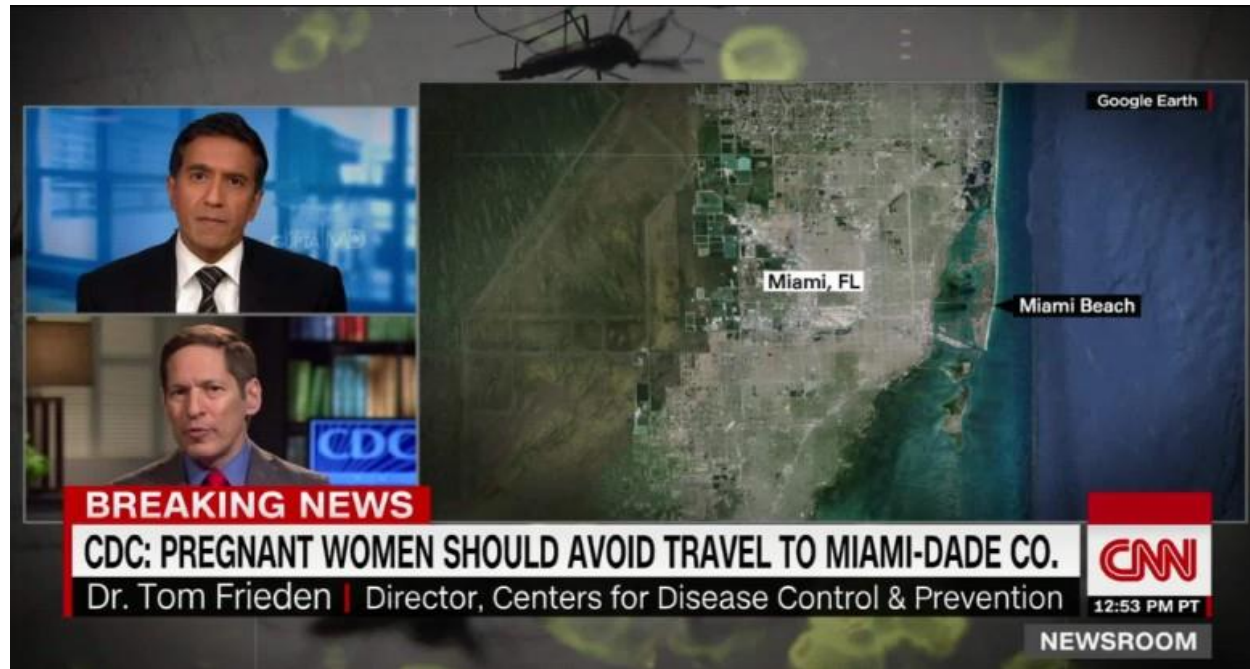 Google Earth
Miami, FL
Miami Beach
CDC
BREAKING NEWS
CDC: PREGNANT WOMEN SHOULD AVOID TRAVEL TO MIAMI-DADE CO.
Dr. Tom Frieden | Director, Centers for Disease Control & Prevention
CNN
12:53 PM PT
NEWSROOM